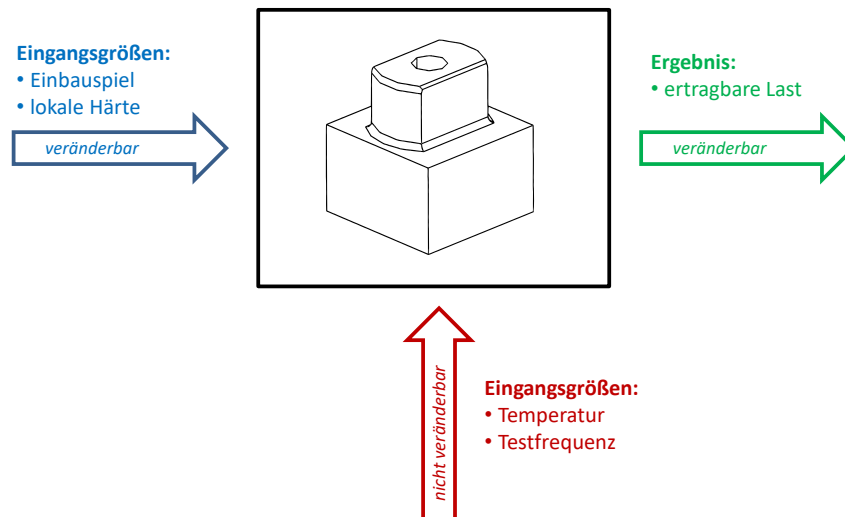 Eingangsgrößen:
• Einbauspiel
• lokale Härte
veränderbar
Ergebnis:
• ertragbare Last
veränderbar
nicht veränderbar
Eingangsgrößen:
• Temperatur
• Testfrequenz